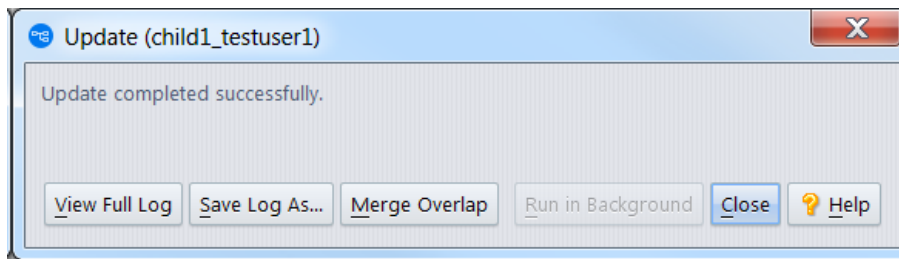 Update (child1_testuser1)
Update completed successfully.
View Full Log Save Log As... Merge Overlap Run in Background Close Help